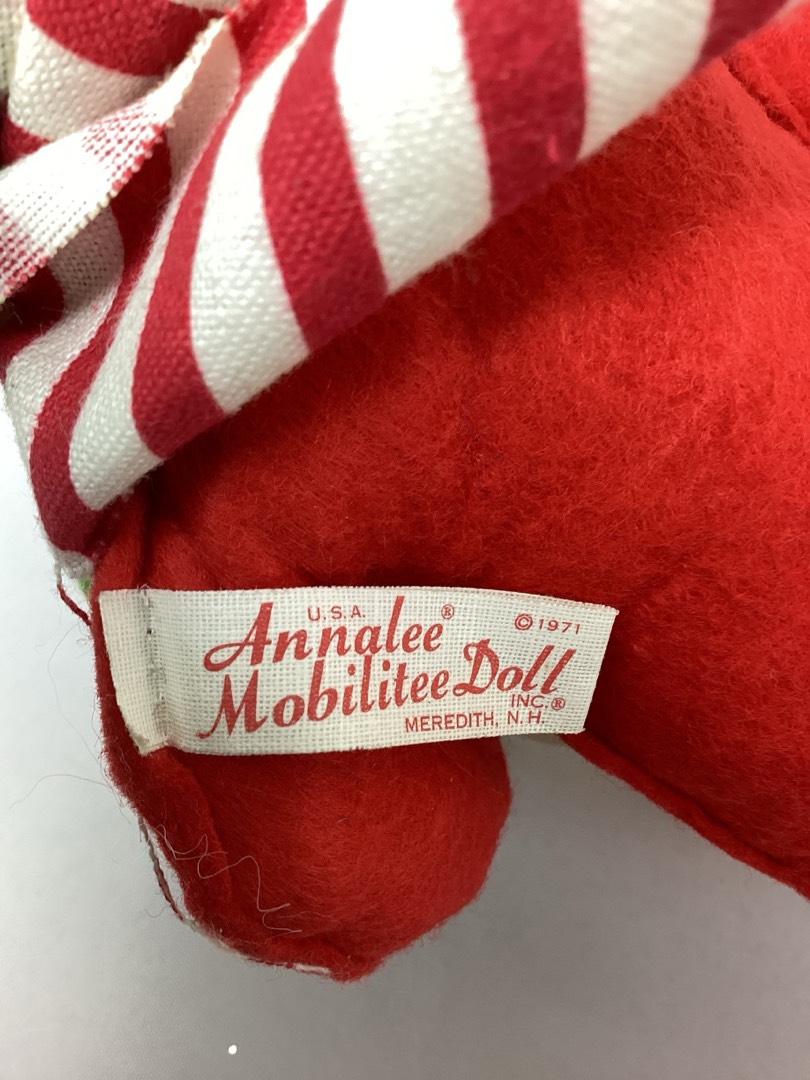 U.S.A.
Annalee® ©1971
Mobilitee Doll
INC.®
MEREDITH, N.H.